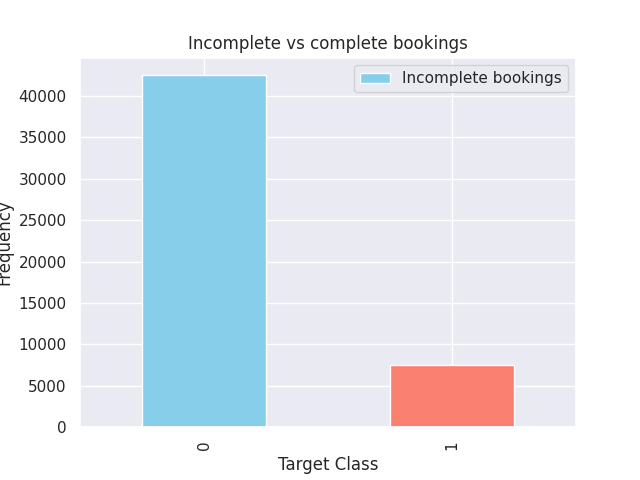 Incomplete vs complete bookings
Incomplete bookings
40000
35000
30000
25000
20000
15000
10000
5000
0
Frequency
0
1
Target Class